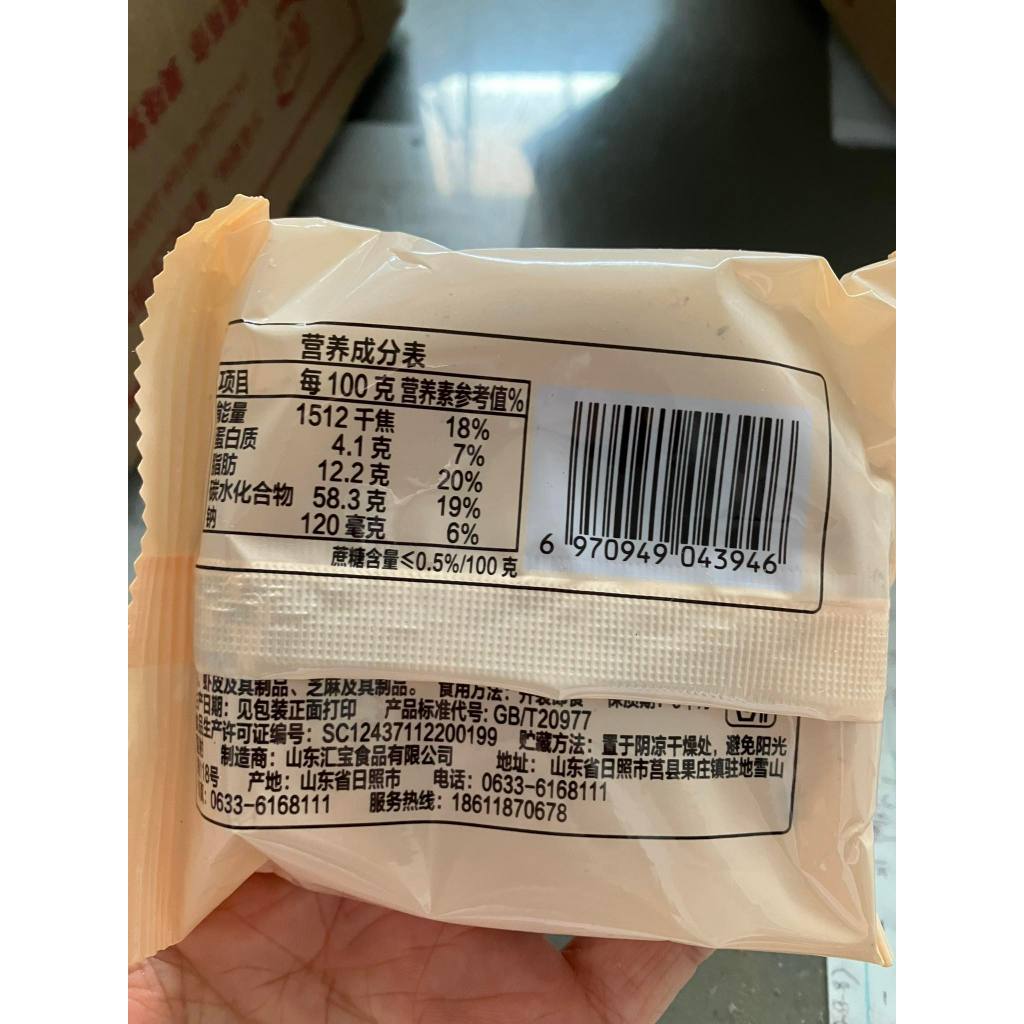 营养成分表
项目 每100克 营养素参考值%
能量 1512千焦 18%
蛋白质 4.1克 7%
脂肪 12.2克 20%
碳水化合物 58.3克 19%
钠 120毫克 6%
蔗糖含量≤0.5%/100克
6 970949 043946
虾皮及其制品、芝麻及其制品。 食用方法: 开袋即食 保质期:
产日期: 见包装正面打印 产品标准代号: GB/T20977
生产许可证编号: SC12437112200199 贮藏方法: 置于阴凉干燥处, 避免阳光
制造商: 山东汇宝食品有限公司 地址: 山东省日照市莒县果庄镇驻地雪山
18号 产地: 山东省日照市 电话: 0633-6168111
: 0633-6168111 服务热线: 18611870678